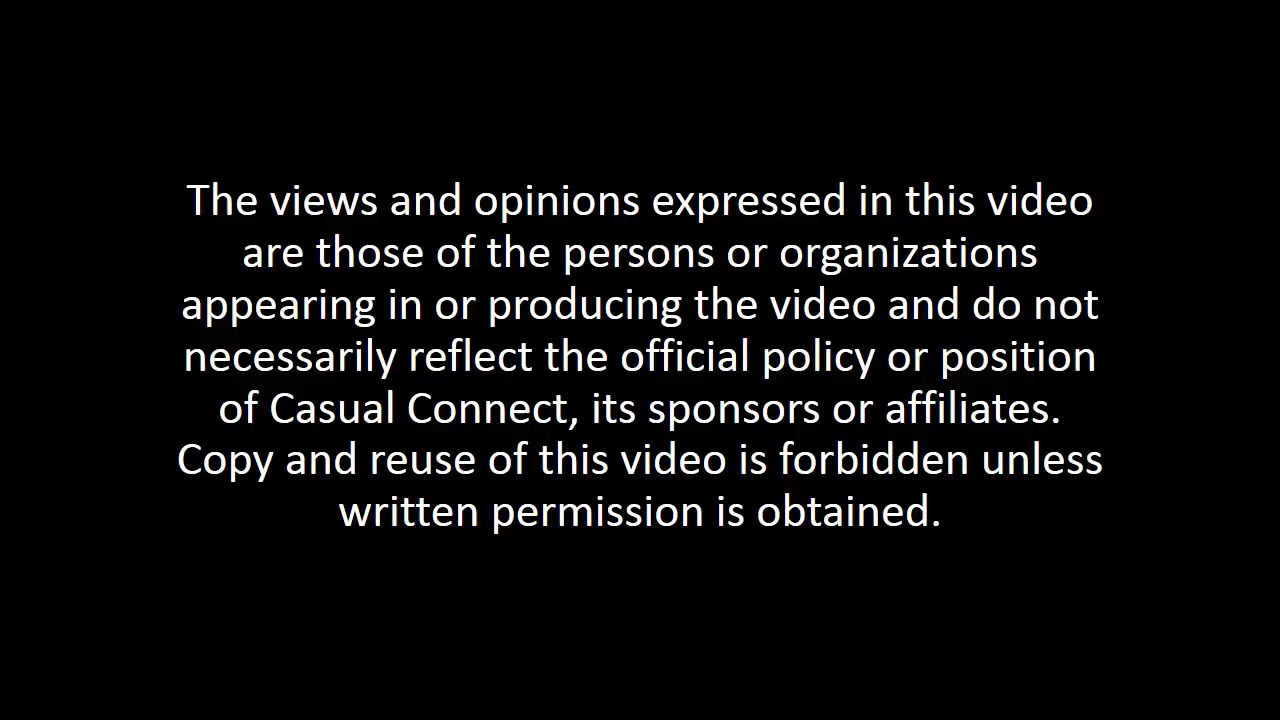 The views and opinions expressed in this video
are those of the persons or organizations
appearing in or producing the video and do not
necessarily reflect the official policy or position
of Casual Connect, its sponsors or affiliates.
Copy and reuse of this video is forbidden unless
written permission is obtained.